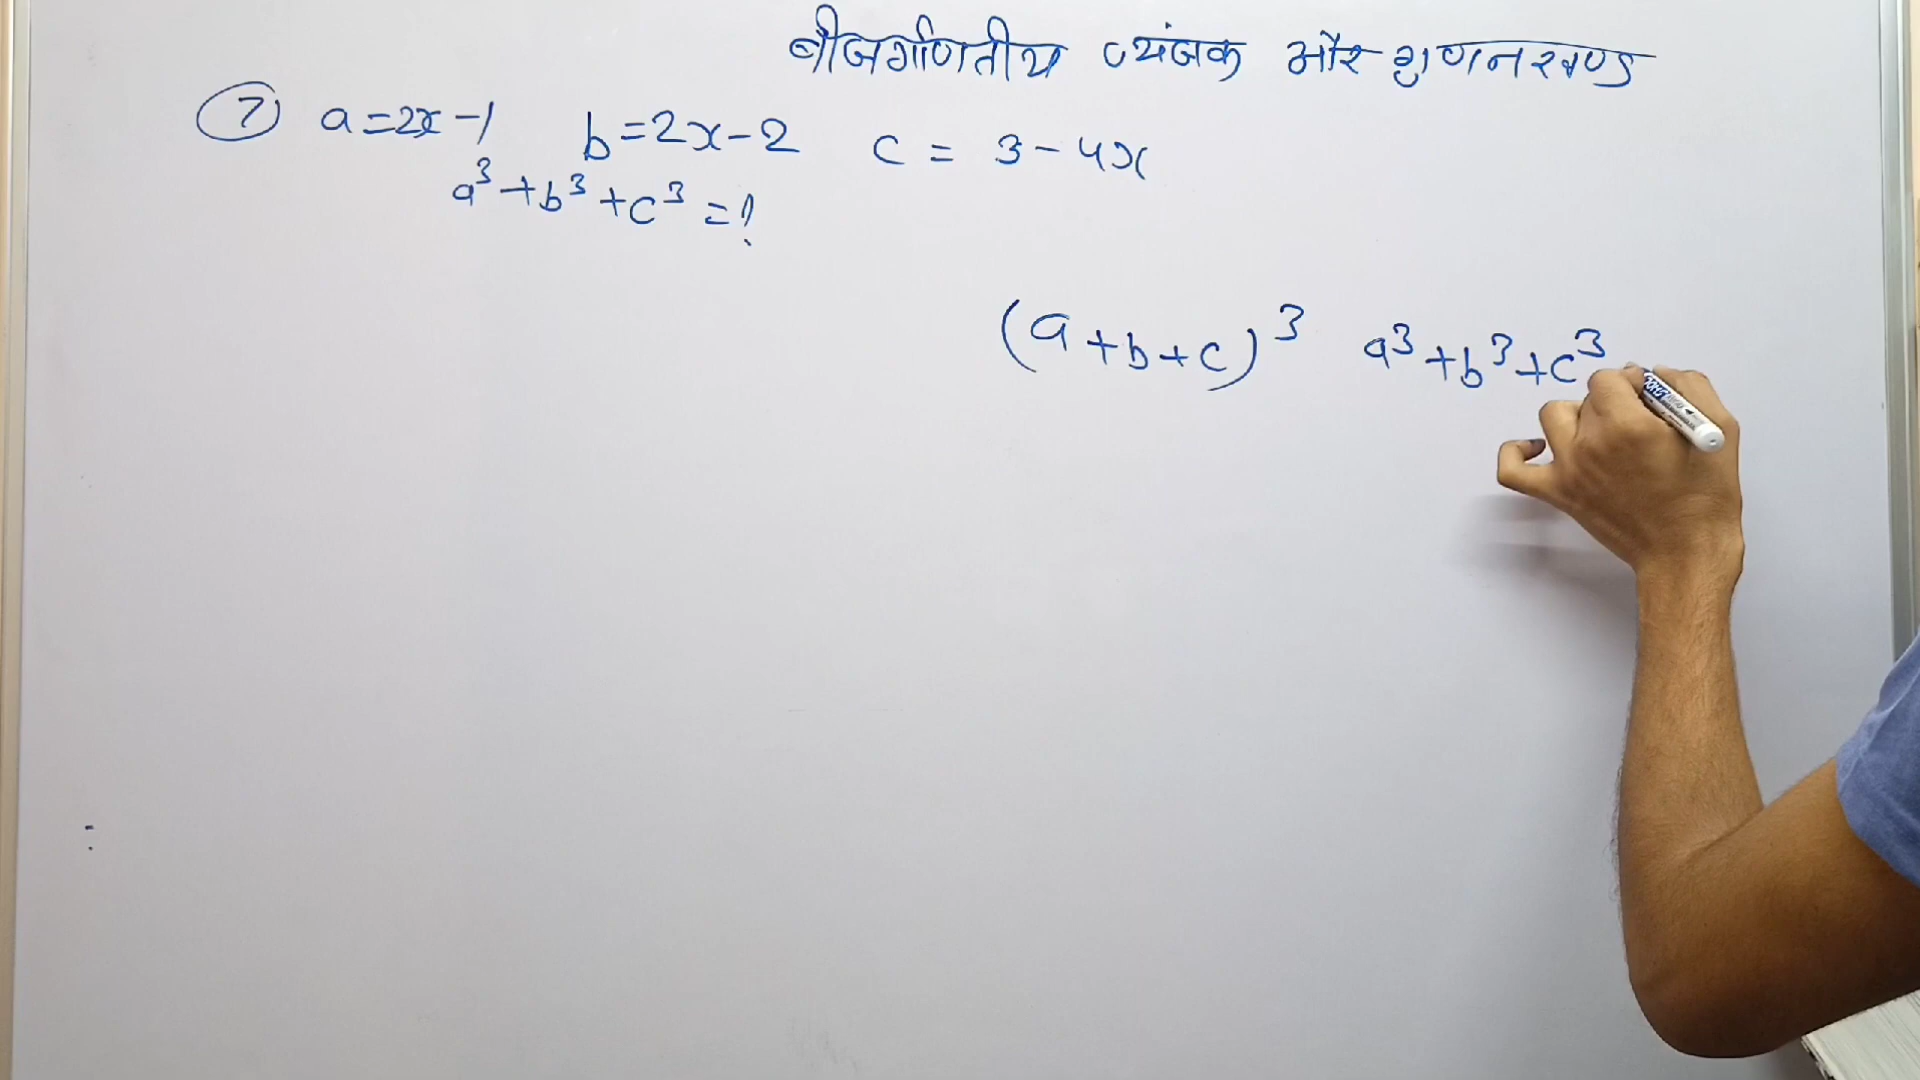 बीजगणितीय व्यंजक और गुणनखण्ड
7 a=2x-1 b=2x-2 c = 3-4x
a³+b³+c³=?
(a+b+c)³ a³+b³+c³